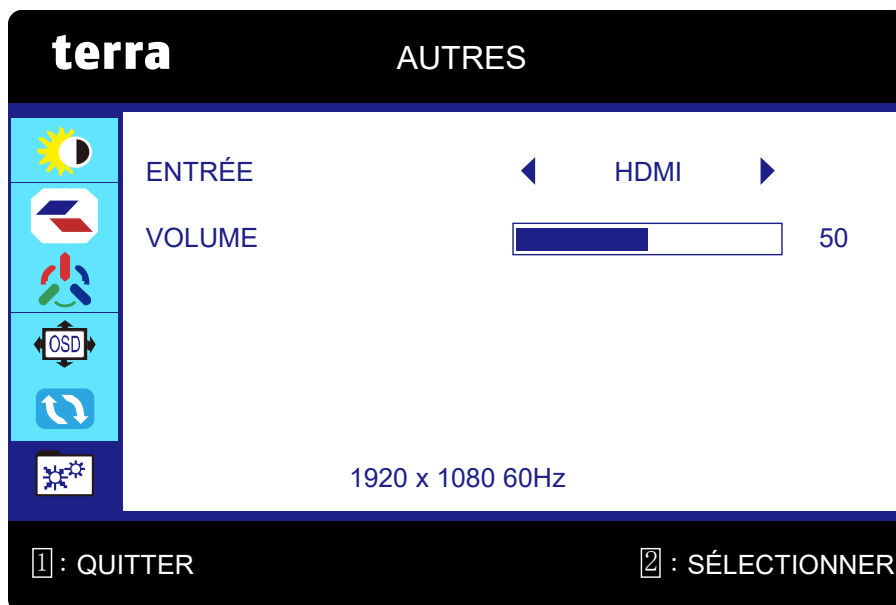 terra AUTRES
ENTRÉE HDMI
VOLUME 50
OSD
1920 x 1080 60Hz
1 : QUITTER 2 : SÉLECTIONNER